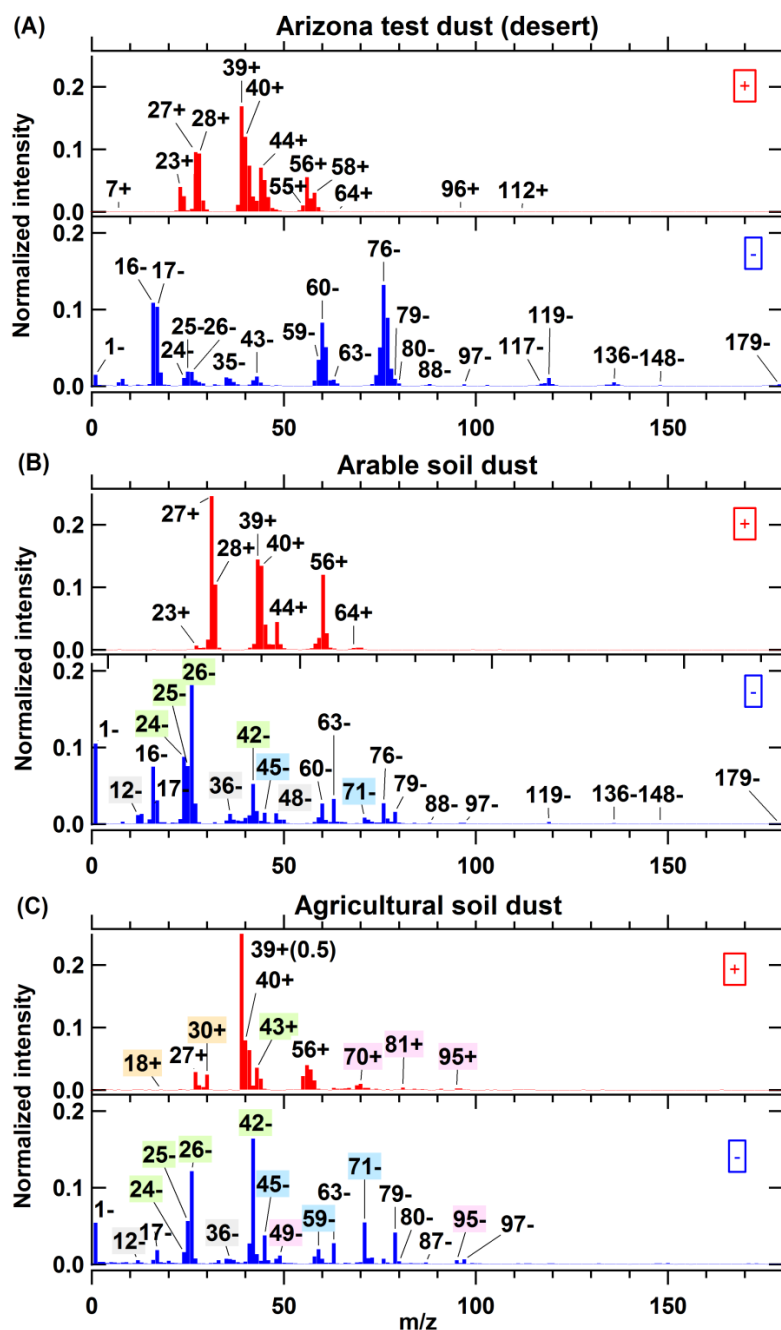 (A) Arizona test dust (desert)
Normalized intensity
0.2
0.1
0.0
7+ 23+ 27+ 28+ 39+ 40+ 44+ 55+ 56+ 58+ 64+ 96+ 112+
+
0.2
0.1
0.0
1- 16- 17- 24- 25- 26- 35- 43- 59- 60- 63- 76- 79- 80- 88- 97- 117- 119- 136- 148- 179-
-
0 50 100 150
(B) Arable soil dust
Normalized intensity
0.2
0.1
0.0
23+ 27+ 28+ 39+ 40+ 44+ 56+ 64+
+
0.2
0.1
0.0
1- 12- 16- 17- 24- 25- 26- 36- 42- 45- 48- 60- 63- 71- 76- 79- 88- 97- 119- 136- 148- 179-
-
0 50 100 150
(C) Agricultural soil dust
Normalized intensity
0.2
0.1
0.0
18+ 27+ 30+ 39+(0.5) 40+ 43+ 56+ 70+ 81+ 95+
+
0.2
0.1
0.0
1- 12- 17- 24- 25- 26- 36- 42- 45- 49- 59- 63- 71- 79- 80- 87- 95- 97-
-
0 50 100 150
m/z